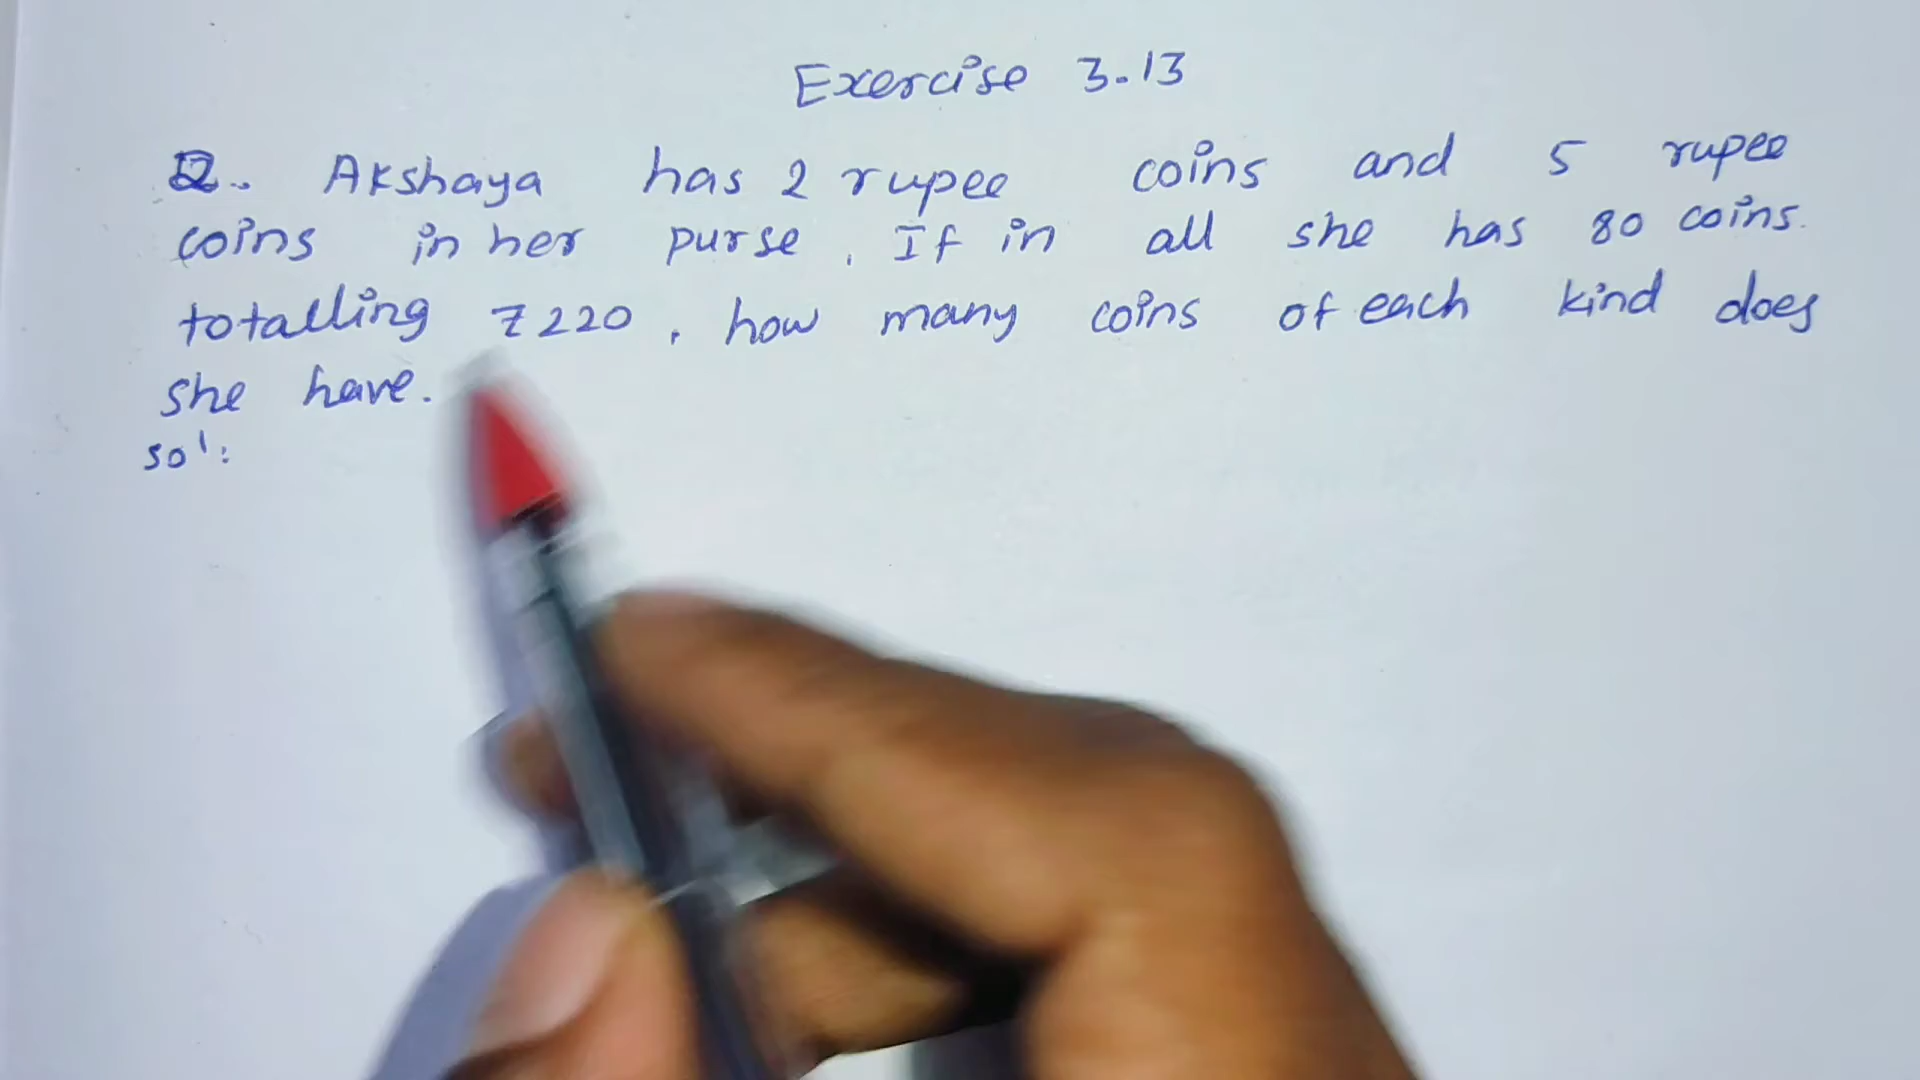 Exercise 3.13
Q. Akshaya has 2 rupee coins and 5 rupee
coins in her purse. If in all she has 80 coins.
totalling ₹220, how many coins of each kind does
she have.
sol: